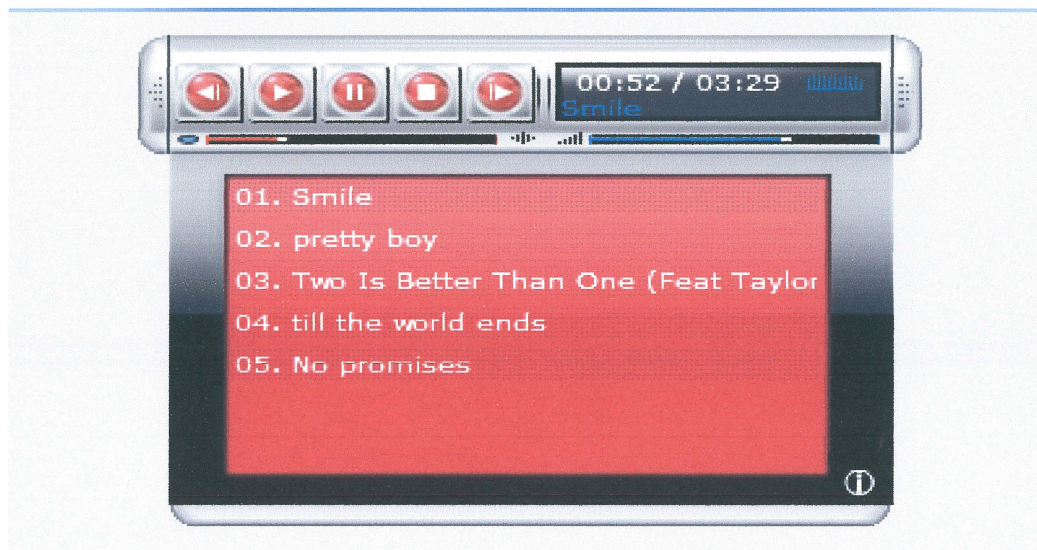 00:52 / 03:29
Smile
01. Smile
02. pretty boy
03. Two Is Better Than One (Feat Taylor
04. till the world ends
05. No promises